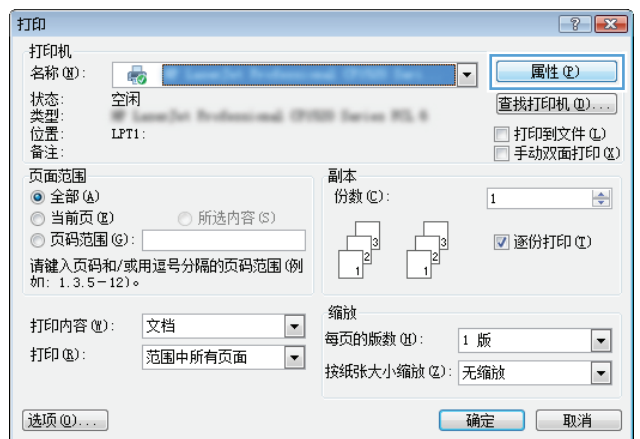 打印
打印机
名称(N):
属性(P)
状态: 空闲
查找打印机(D)...
类型:
位置: LPT1:
打印到文件(L)
备注:
手动双面打印(X)
页面范围
全部(A)
当前页(E) 所选内容(S)
页码范围(G):
请键入页码和/或用逗号分隔的页码范围(例
如: 1.3.5-12)。
副本
份数(C): 1
3 3
2 2
1 1
逐份打印(T)
打印内容(W): 文档
打印(R): 范围中所有页面
缩放
每页的版数(H): 1 版
按纸张大小缩放(Z): 无缩放
选项(O)...
确定 取消